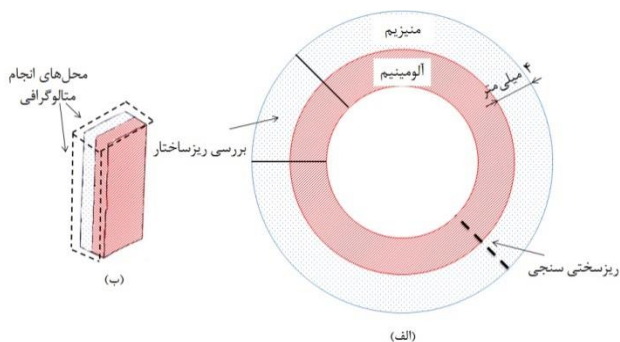 منیزیم
آلومینیم
۴ میلی متر
محل‌های انجام
متالوگرافی
بررسی ریزساختار
ریزسختی سنجی
(ب)
(الف)